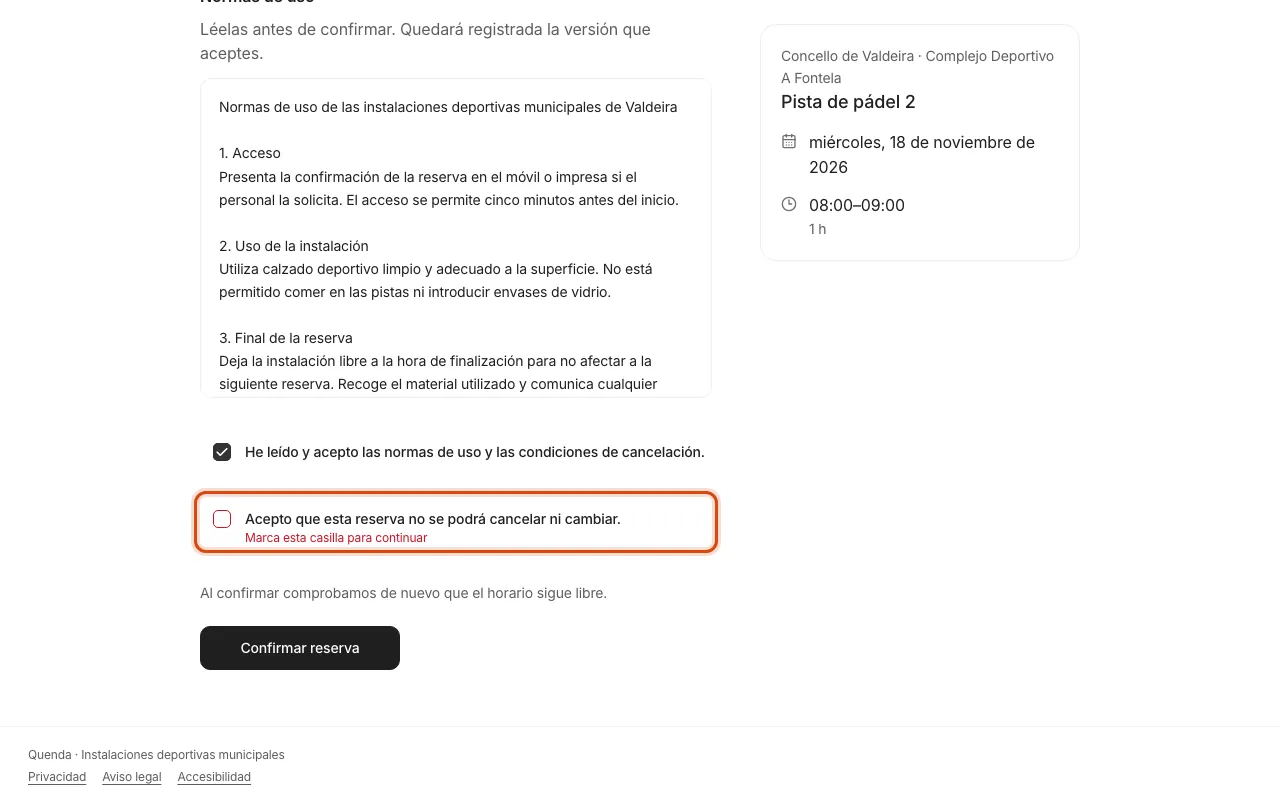 Normas de uso
Léelas antes de confirmar. Quedará registrada la versión que
aceptes.
Normas de uso de las instalaciones deportivas municipales de Valdeira
1. Acceso
Presenta la confirmación de la reserva en el móvil o impresa si el
personal la solicita. El acceso se permite cinco minutos antes del inicio.
2. Uso de la instalación
Utiliza calzado deportivo limpio y adecuado a la superficie. No está
permitido comer en las pistas ni introducir envases de vidrio.
3. Final de la reserva
Deja la instalación libre a la hora de finalización para no afectar a la
siguiente reserva. Recoge el material utilizado y comunica cualquier
He leído y acepto las normas de uso y las condiciones de cancelación.
Acepto que esta reserva no se podrá cancelar ni cambiar.
Marca esta casilla para continuar
Al confirmar comprobamos de nuevo que el horario sigue libre.
Confirmar reserva
Concello de Valdeira · Complejo Deportivo
A Fontela
Pista de pádel 2
miércoles, 18 de noviembre de
2026
08:00–09:00
1 h
Quenda · Instalaciones deportivas municipales
Privacidad Aviso legal Accesibilidad